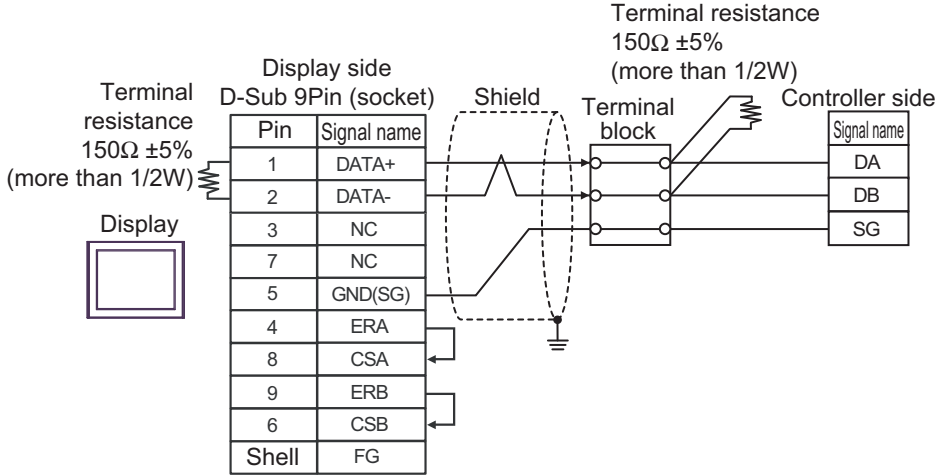 Terminal resistance
150Ω ±5%
(more than 1/2W)
Display side
D-Sub 9Pin (socket)
Terminal
resistance
150Ω ±5%
(more than 1/2W)
Shield
Terminal
block
Controller side
Pin Signal name
1 DATA+
2 DATA-
3 NC
7 NC
5 GND(SG)
4 ERA
8 CSA
9 ERB
6 CSB
Shell FG
Display
Signal name
DA
DB
SG